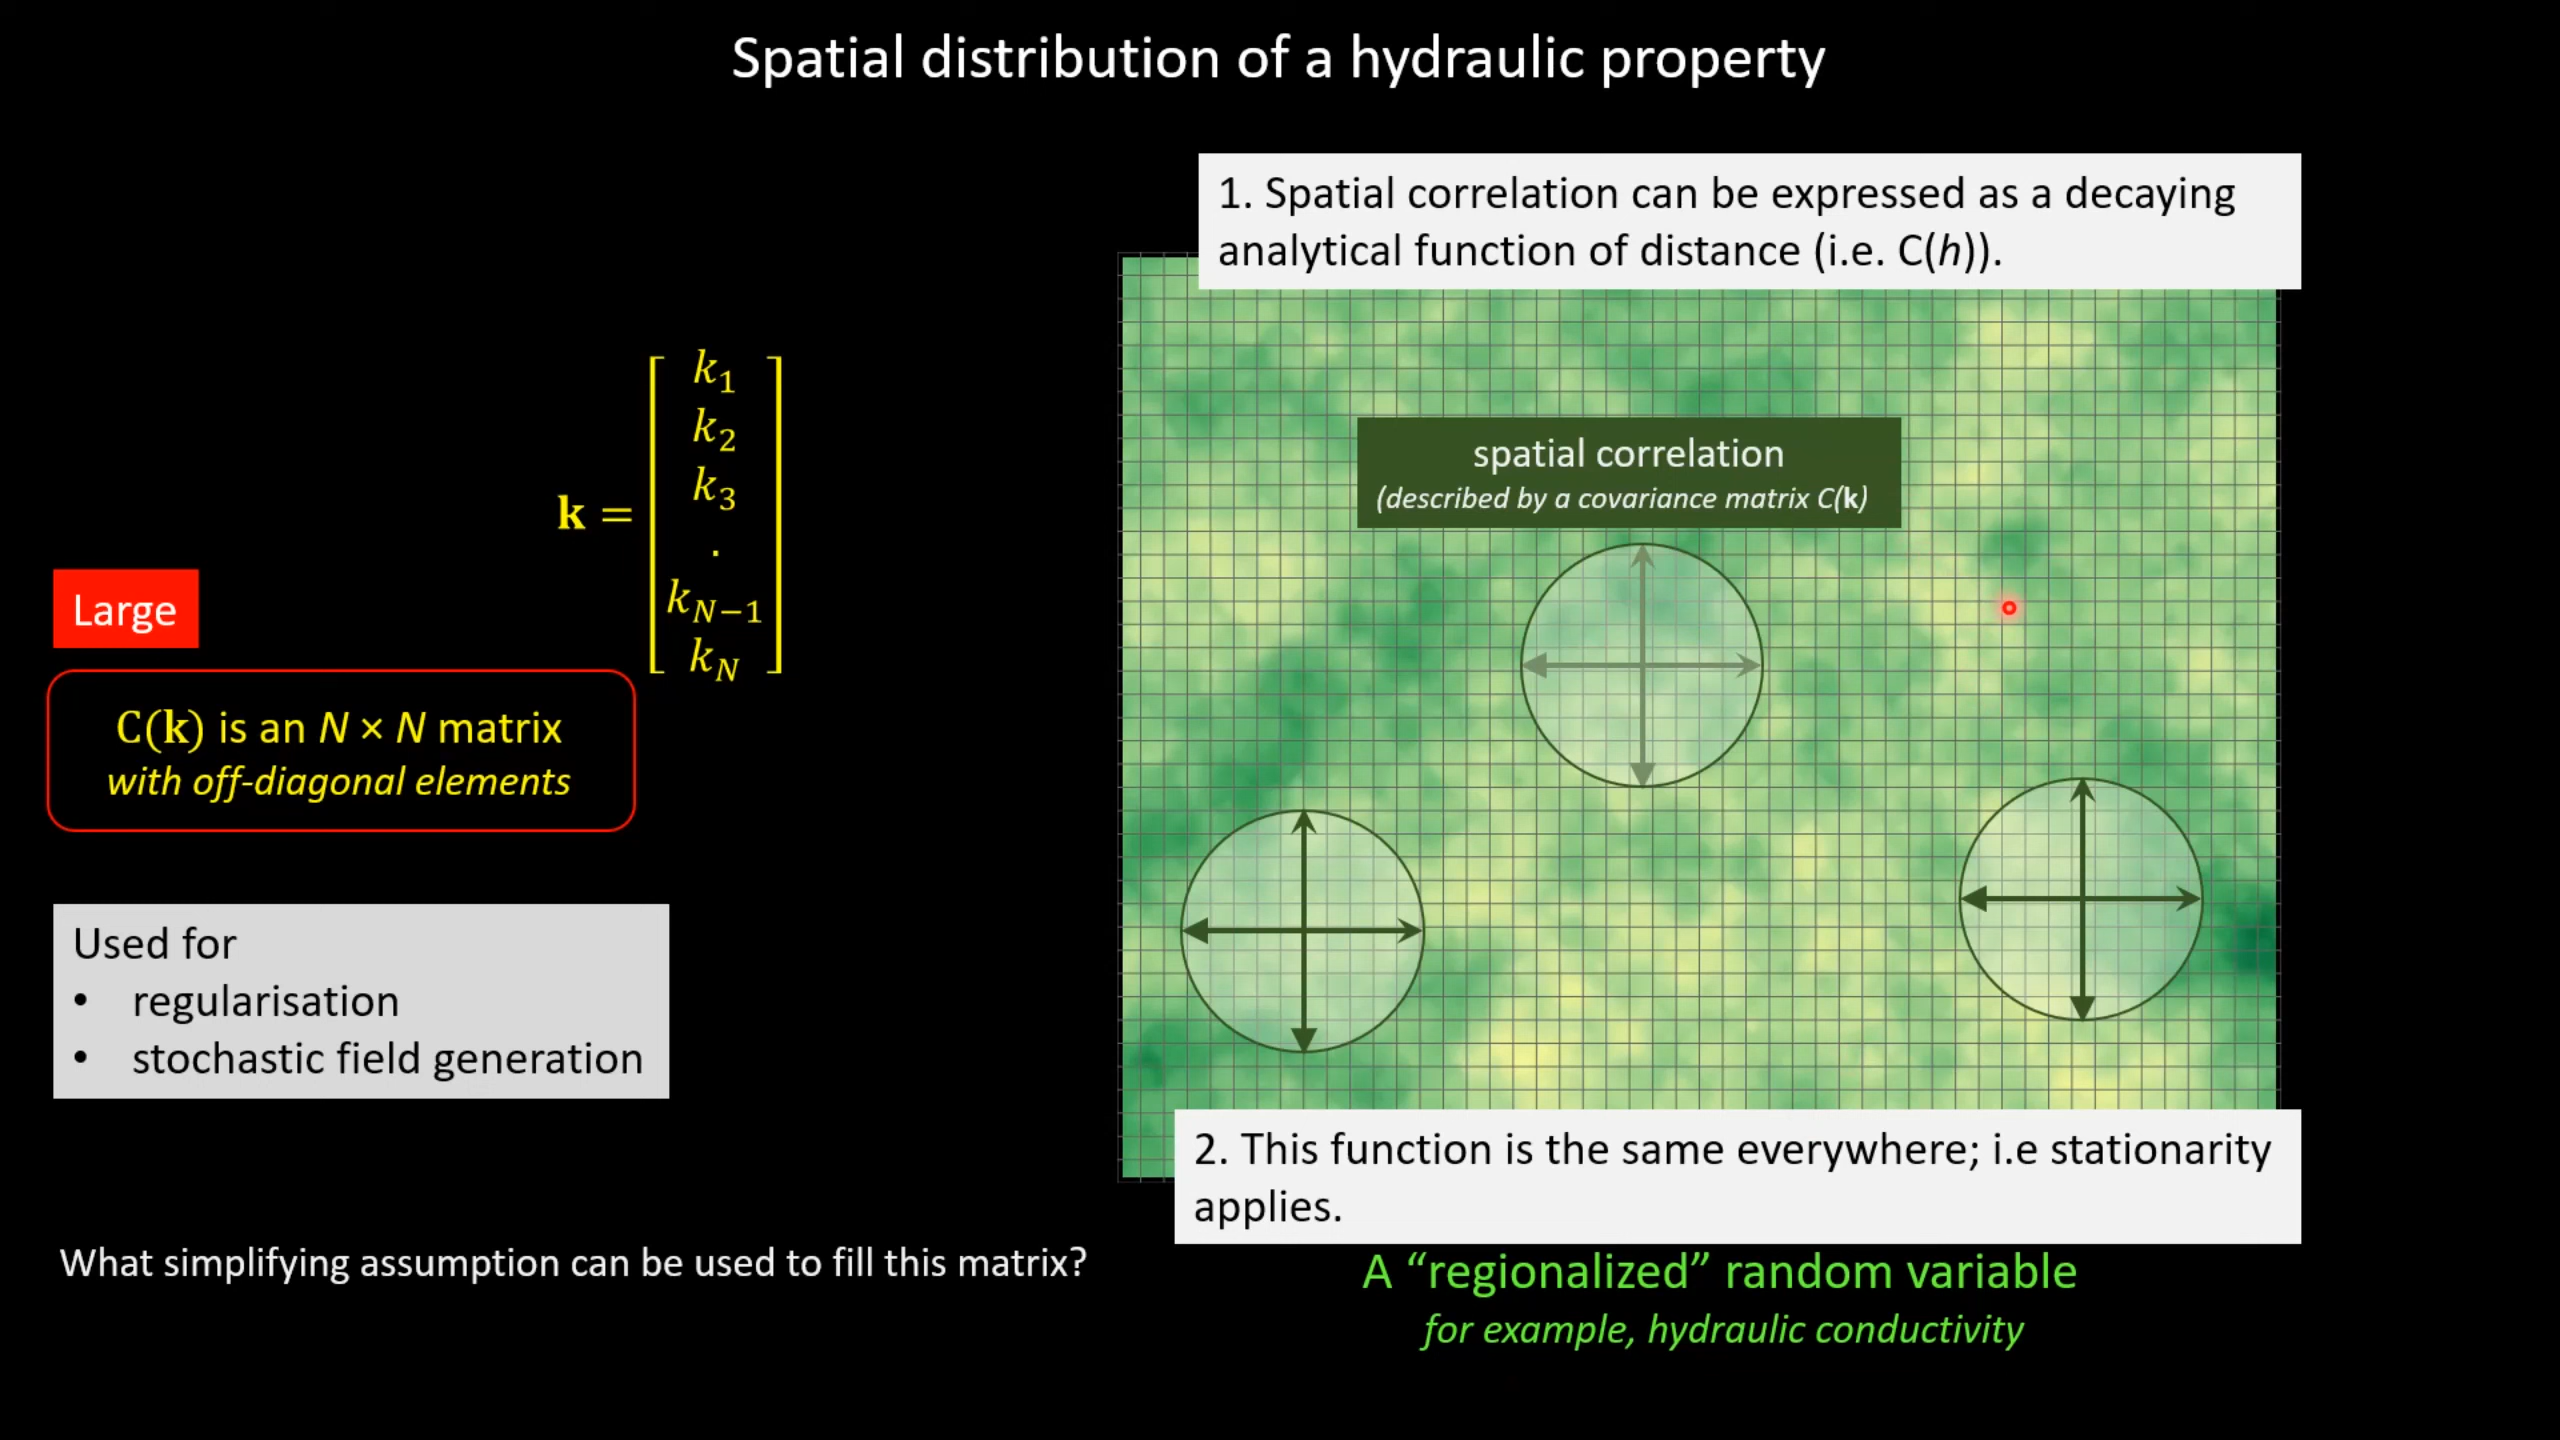 Spatial distribution of a hydraulic property
1. Spatial correlation can be expressed as a decaying
analytical function of distance (i.e. C(h)).
k =
k1
k2
k3
.
kN−1
kN
spatial correlation
(described by a covariance matrix C(k)
Large
C(k) is an N × N matrix
with off-diagonal elements
Used for
• regularisation
• stochastic field generation
2. This function is the same everywhere; i.e stationarity
applies.
What simplifying assumption can be used to fill this matrix?
A “regionalized” random variable
for example, hydraulic conductivity